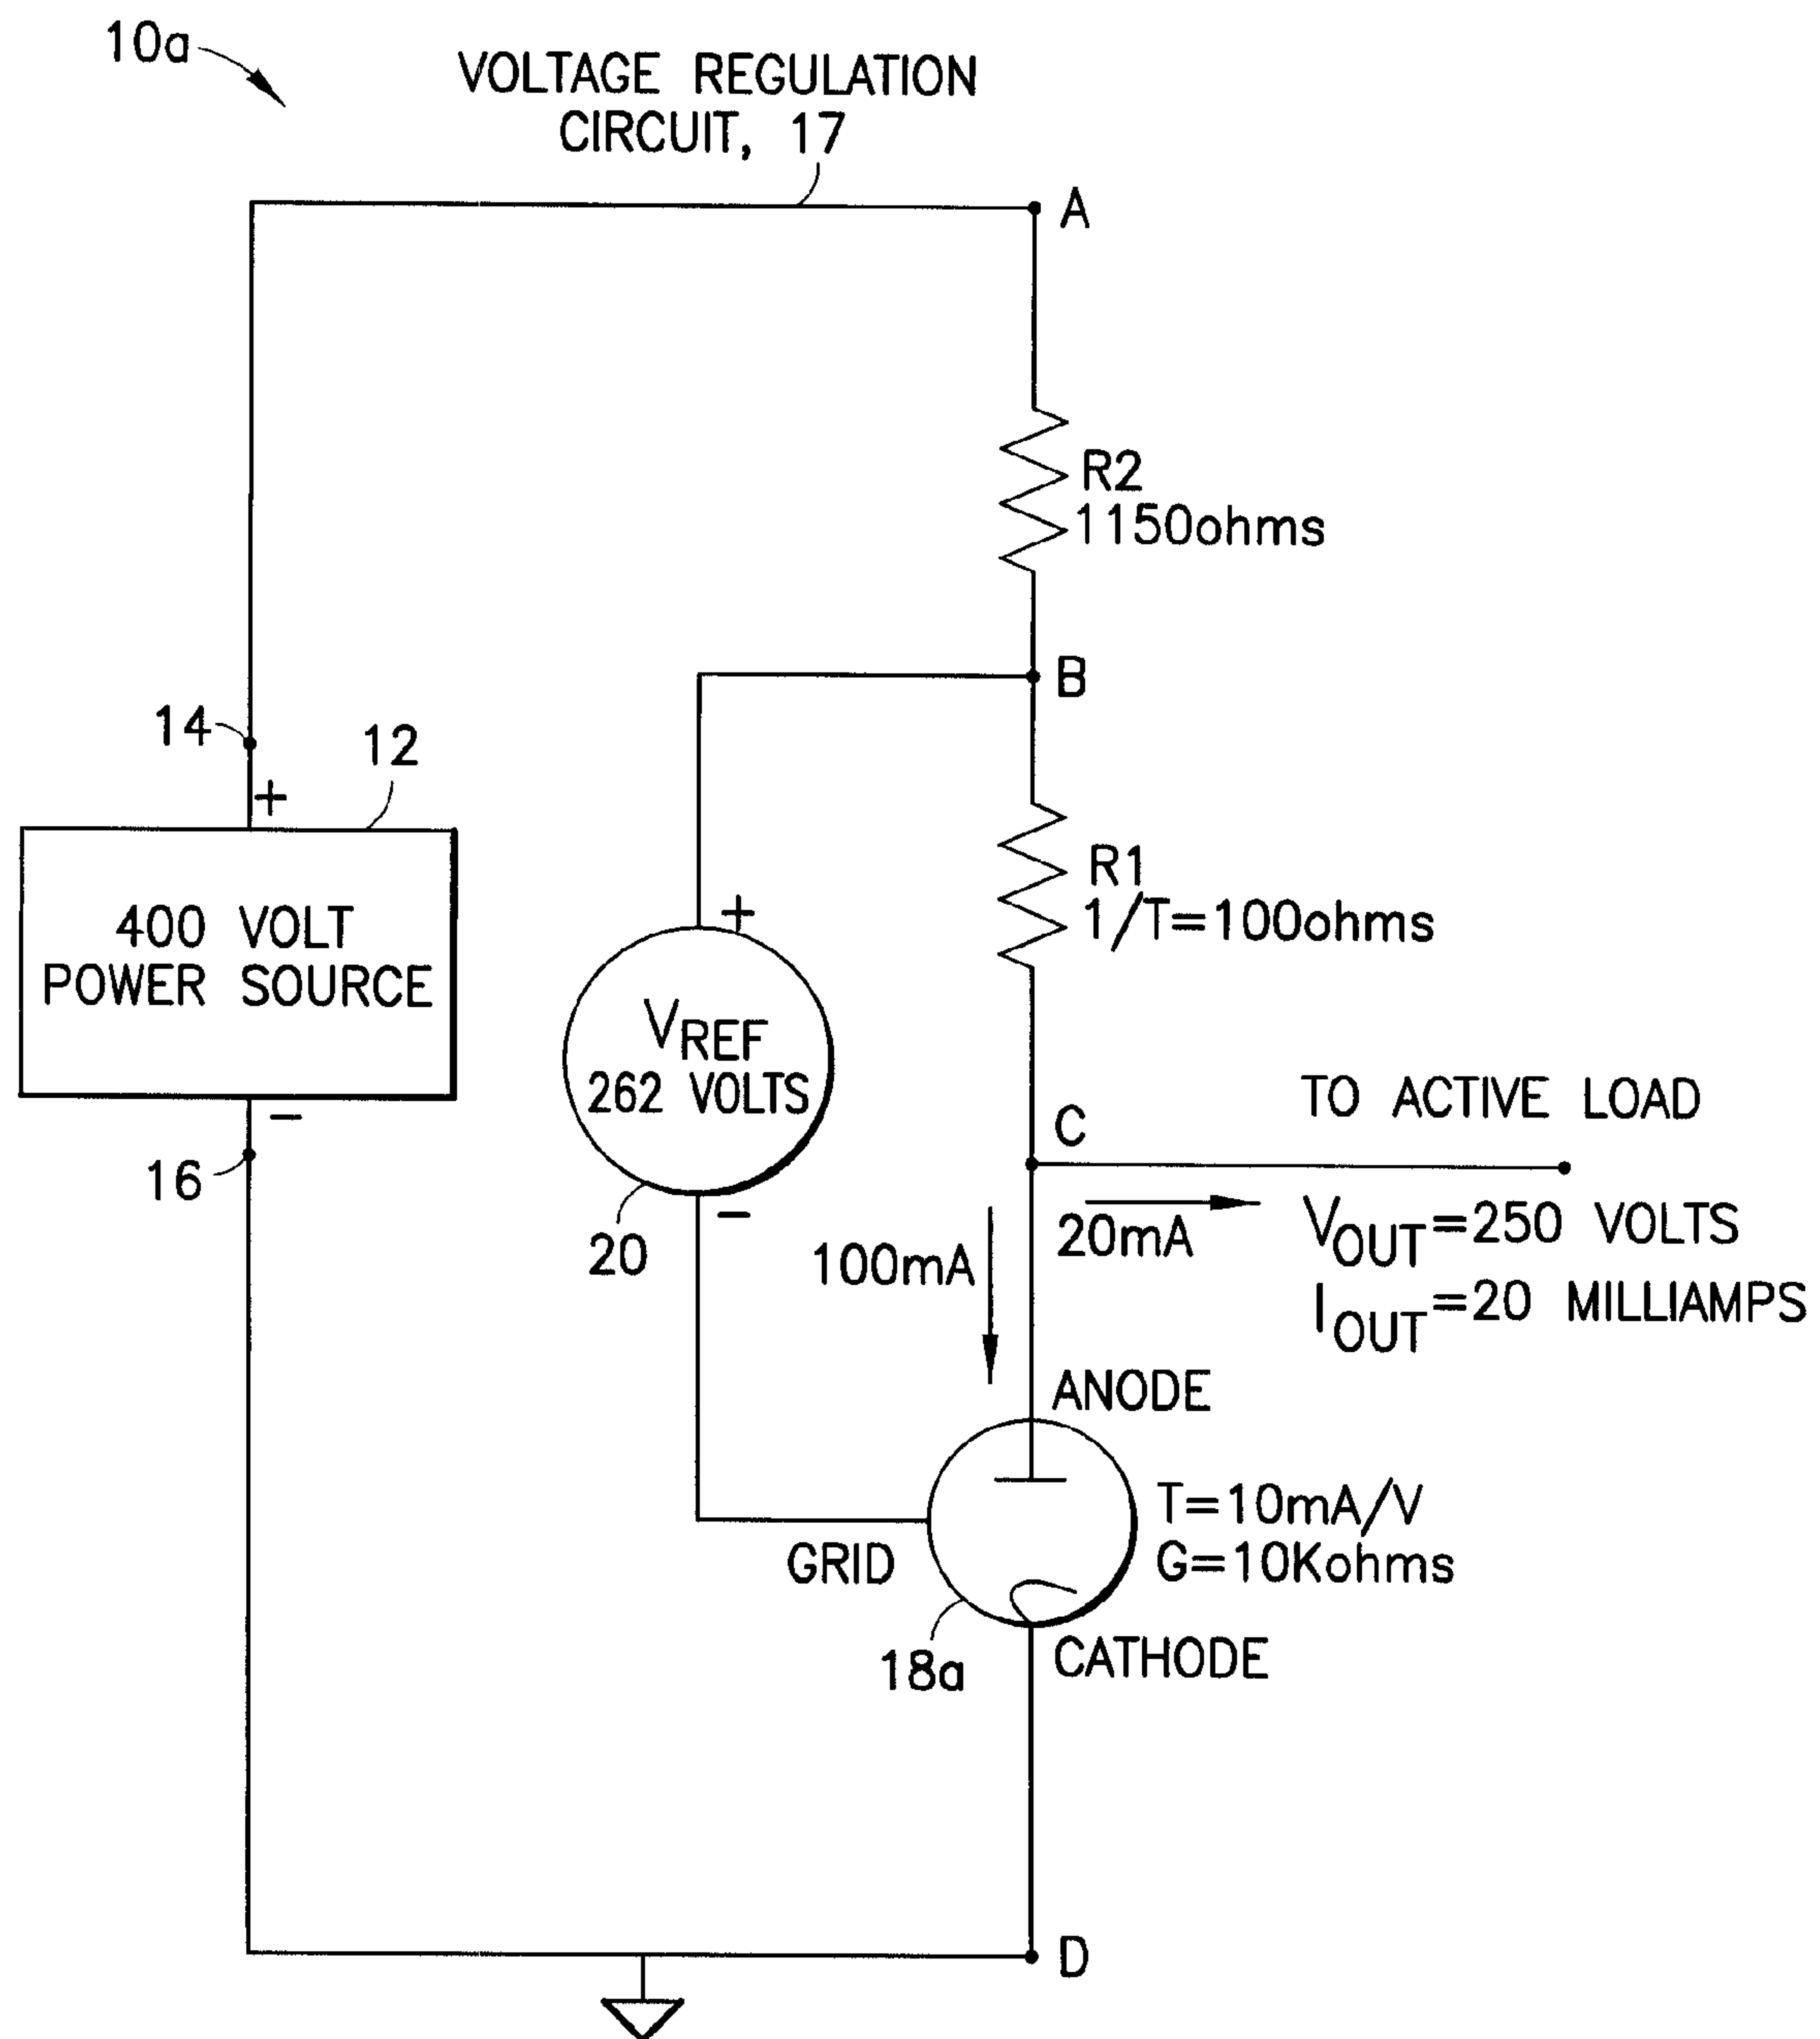 10a
VOLTAGE REGULATION
CIRCUIT, 17
A
R2
1150ohms
B
14
12
+
400 VOLT
POWER SOURCE
−
16
+
VREF
262 VOLTS
−
20
R1
1/T=100ohms
C
TO ACTIVE LOAD
20mA
100mA
VOUT=250 VOLTS
IOUT=20 MILLIAMPS
ANODE
T=10mA/V
G=10Kohms
GRID
18a
CATHODE
D